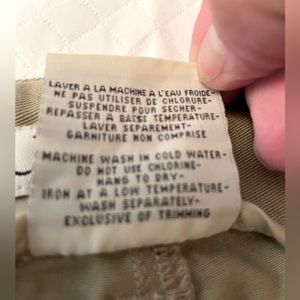 LAVER A LA MACHINE A L'EAU FROIDE-
NE PAS UTILISER DE CHLORURE-
SUSPENDRE POUR SECHER-
REPASSER A BASSE TEMPERATURE-
LAVER SEPAREMENT-
GARNITURE NON COMPRISE
MACHINE WASH IN COLD WATER-
DO NOT USE CHLORINE-
HANG TO DRY-
IRON AT A LOW TEMPERATURE-
WASH SEPARATELY-
EXCLUSIVE OF TRIMMING